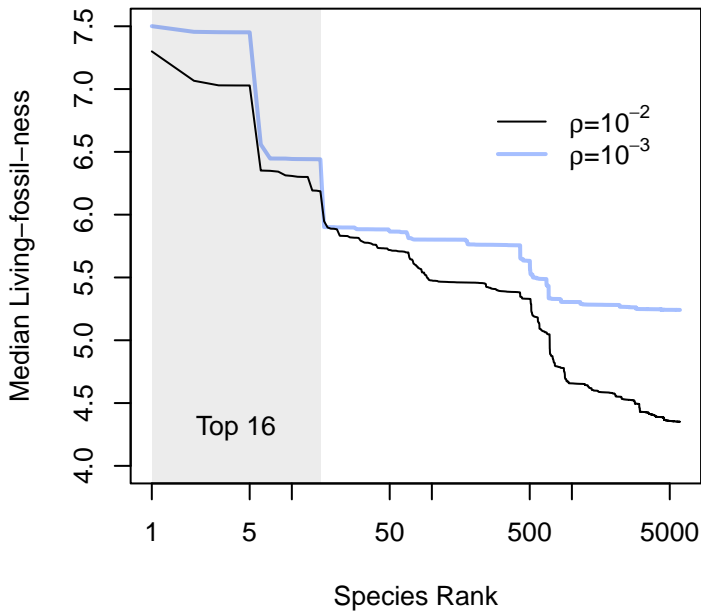 7.5
7.0
6.5
6.0
5.5
5.0
4.5
4.0
Median Living−fossil−ness
ρ=10⁻²
ρ=10⁻³
Top 16
1 5 50 500 5000
Species Rank